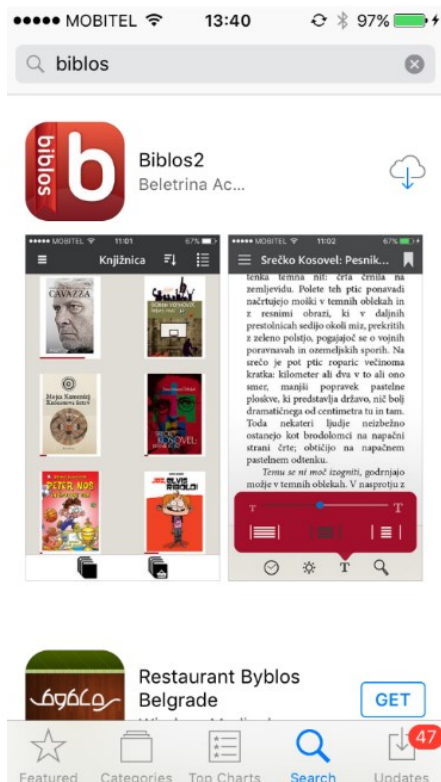 MOBITEL 13:40 97%
biblos
biblos b
Biblos2
Beletrina Ac...
MOBITEL 11:01 67%
Knjižnica
CAVAZZA
PETER NOS
MOBITEL 11:02 67%
Srečko Kosovel: Pesnik...
tenka temna nit: črta črnila na
zemljevidu. Polete teh ptic ponavadi
načrtujejo moški v temnih oblekah in
z resnimi obrazi, ki v daljnih
prestolnicah sedijo okoli miz, prekritih
z zeleno polstjo, pogajajoč se o vojnih
poravnavah in ozemeljskih sporih. Na
srečo je pot ptic roparic večinoma
kratka: kilometer ali dva v to ali ono
smer, manjši popravek pastelne
ploskve, ki predstavlja državo, nič bolj
dramatičnega od centimetra tu in tam.
Toda nekateri ljudje neizbežno
ostanejo kot brodolomci na napačni
strani črte; obtičijo na napačnem
pastelnem odtenku.
Temu se ni moč izogniti, godrnjajo
možje v temnih oblekah. V nasprotju z
T T
T
Restaurant Byblos
Belgrade
GET
47
Featured Categories Top Charts Search Updates